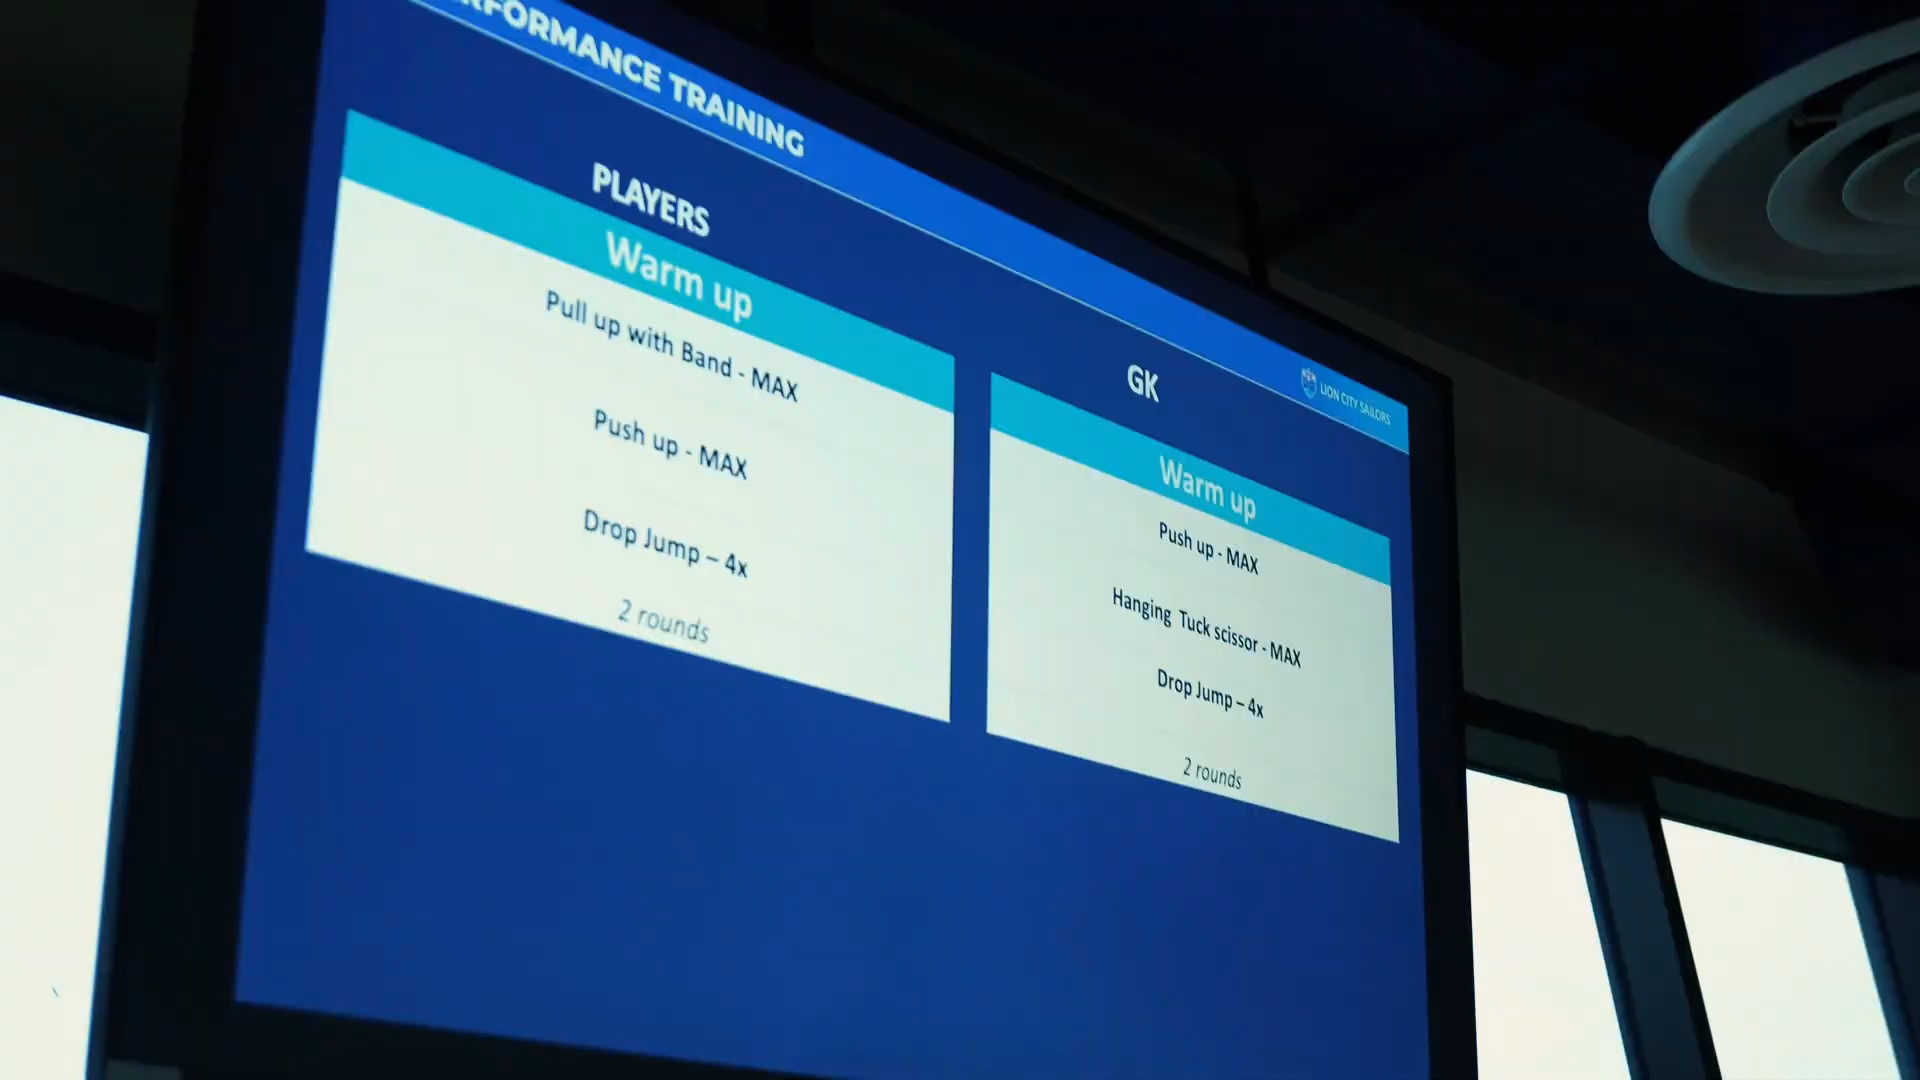 RFORMANCE TRAINING
PLAYERS
Warm up
Pull up with Band - MAX
Push up - MAX
Drop Jump – 4x
2 rounds
GK
LION CITY SAILORS
Warm up
Push up - MAX
Hanging Tuck scissor - MAX
Drop Jump – 4x
2 rounds